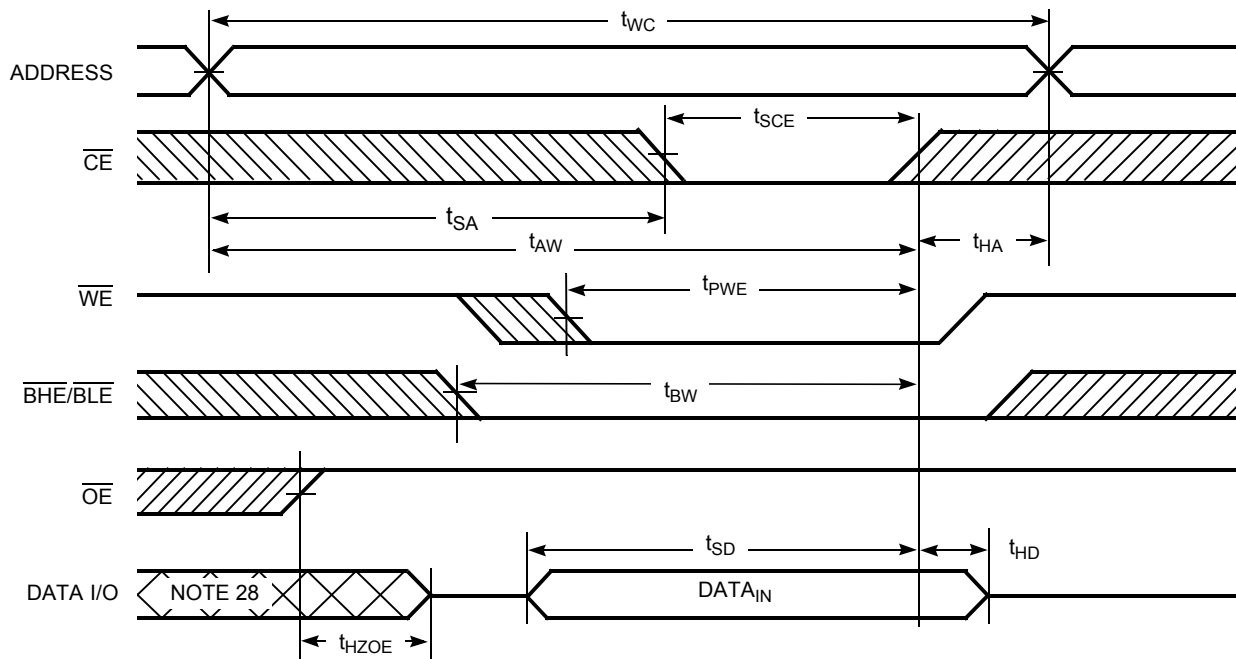 tWC
ADDRESS
tSCE
CE
tSA
tAW
tHA
WE
tPWE
BHE/BLE
tBW
OE
tSD
tHD
DATA I/O
NOTE 28
DATAIN
tHZOE